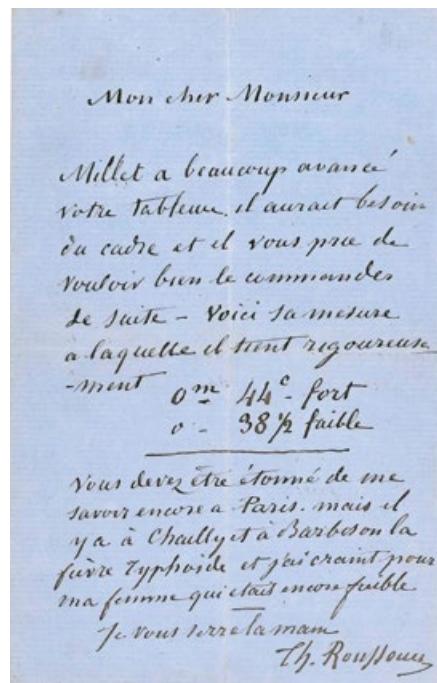 Mon cher Monsieur
Millet a beaucoup avancé
votre tableau. il aurait besoin
du cadre et il vous prie de
vouloir bien le commander
de suite - Voici sa mesure
a laquelle il tient rigoureuse
-ment
0m 44c - fort
0 - 38 1/2 faible
Vous devez être étonné de me
savoir encore a Paris. mais il
y a à Chailly et à Barbison la
fièvre Typhoïde et j'ai craint pour
ma femme qui était encore faible
Je vous serre la main
Th. Rousseau